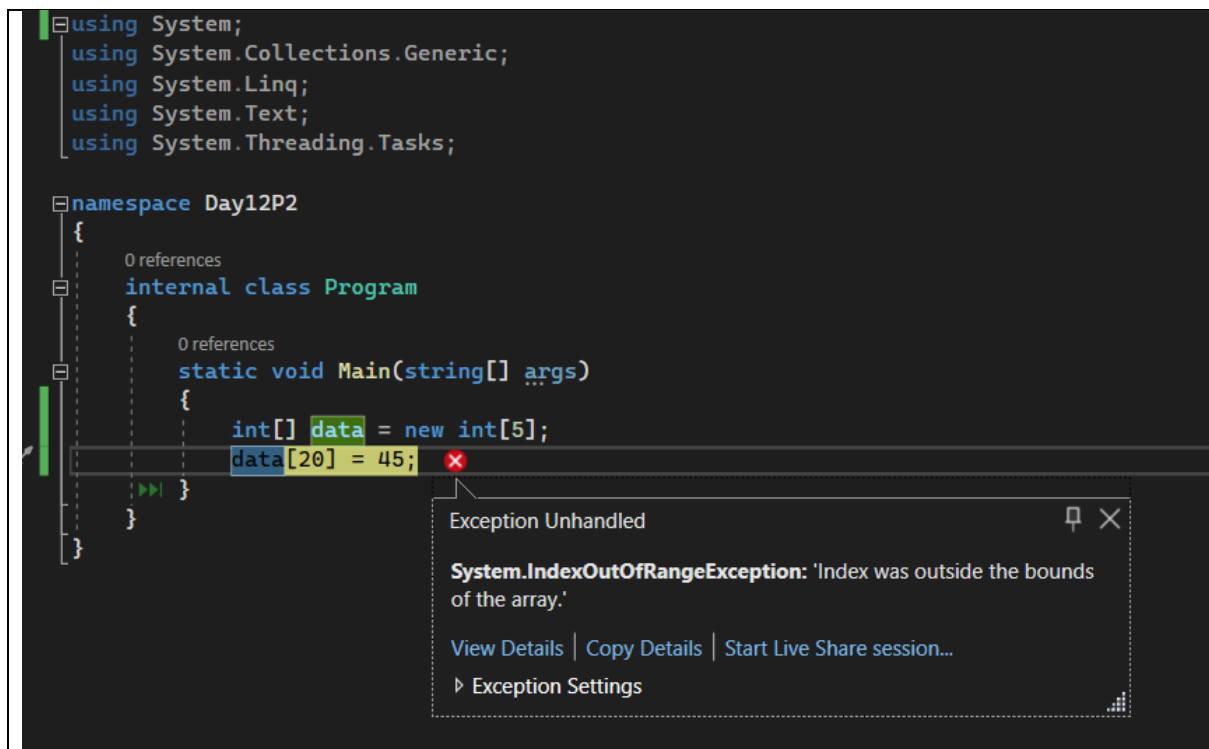 using System;
using System.Collections.Generic;
using System.Linq;
using System.Text;
using System.Threading.Tasks;
namespace Day12P2
{
0 references
internal class Program
{
0 references
static void Main(string[] args)
{
int[] data = new int[5];
data[20] = 45;
}
}
}
Exception Unhandled
System.IndexOutOfRangeException: 'Index was outside the bounds
of the array.'
View Details | Copy Details | Start Live Share session...
Exception Settings